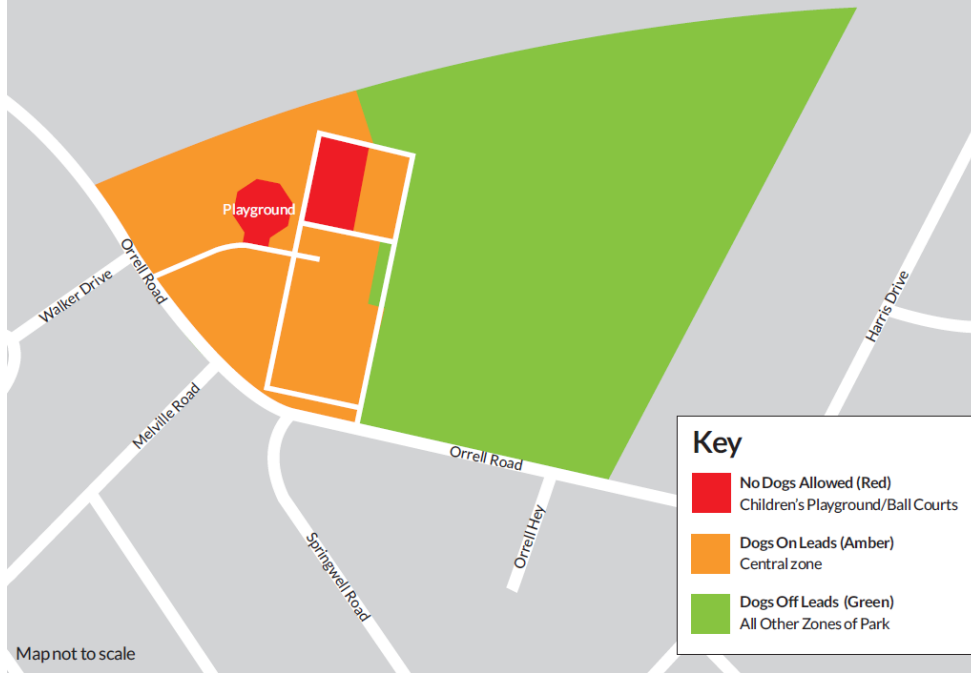 Playground
Orrell Road
Walker Drive
Harris Drive
Melville Road
Orrell Road
Orrell Hey
Springwell Road
Map not to scale
Key
No Dogs Allowed (Red)
Children's Playground/Ball Courts
Dogs On Leads (Amber)
Central zone
Dogs Off Leads (Green)
All Other Zones of Park